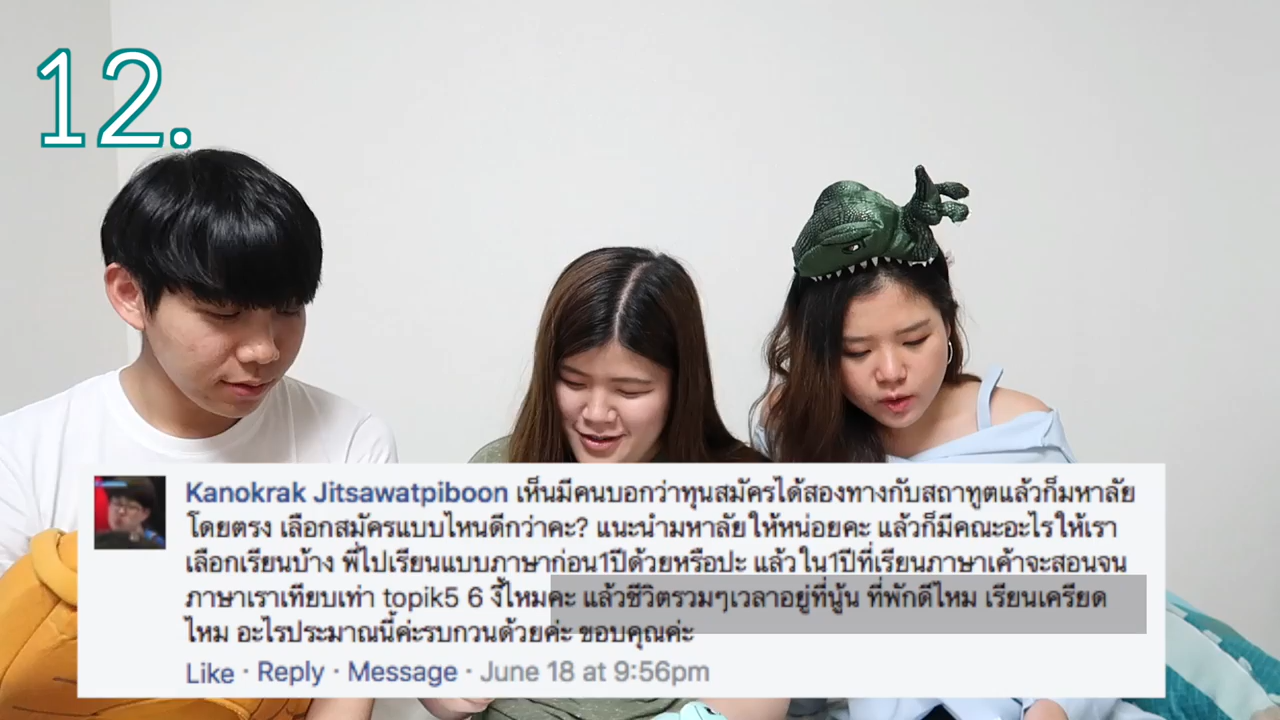 12.
Kanokrak Jitsawatpiboon เห็นมีคนบอกว่าทุนสมัครได้สองทางกับสถาทูตแล้วก็มหาลัย
โดยตรง เลือกสมัครแบบไหนดีกว่าคะ? แนะนำมหาลัยให้หน่อยคะ แล้วก็มีคณะอะไรให้เรา
เลือกเรียนบ้าง พี่ไปเรียนแบบภาษาก่อน1ปีด้วยหรือปะ แล้วใน1ปีที่เรียนภาษาเค้าจะสอนจน
ภาษาเราเทียบเท่า topik5 6 งี้ไหมคะ แล้วชีวิตรวมๆเวลาอยู่ที่นู้น ที่พักดีไหม เรียนเครียด
ไหม อะไรประมาณนี้ค่ะรบกวนด้วยค่ะ ขอบคุณค่ะ
Like · Reply · Message · June 18 at 9:56pm